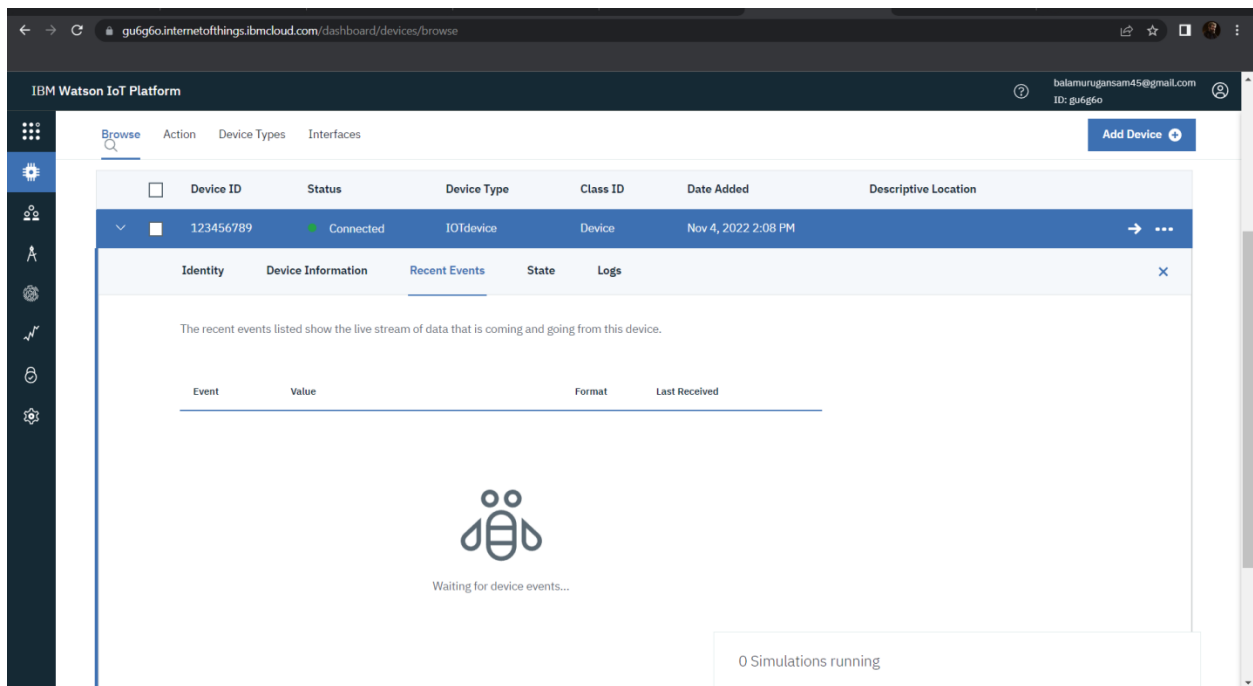 gu6g6o.internetofthings.ibmcloud.com/dashboard/devices/browse
IBM Watson IoT Platform
balamurugansam45@gmail.com
ID: gu6g6o
Browse Action Device Types Interfaces
Add Device
Device ID Status Device Type Class ID Date Added Descriptive Location
123456789 Connected IOTdevice Device Nov 4, 2022 2:08 PM
Identity Device Information Recent Events State Logs
The recent events listed show the live stream of data that is coming and going from this device.
Event Value Format Last Received
Waiting for device events...
0 Simulations running